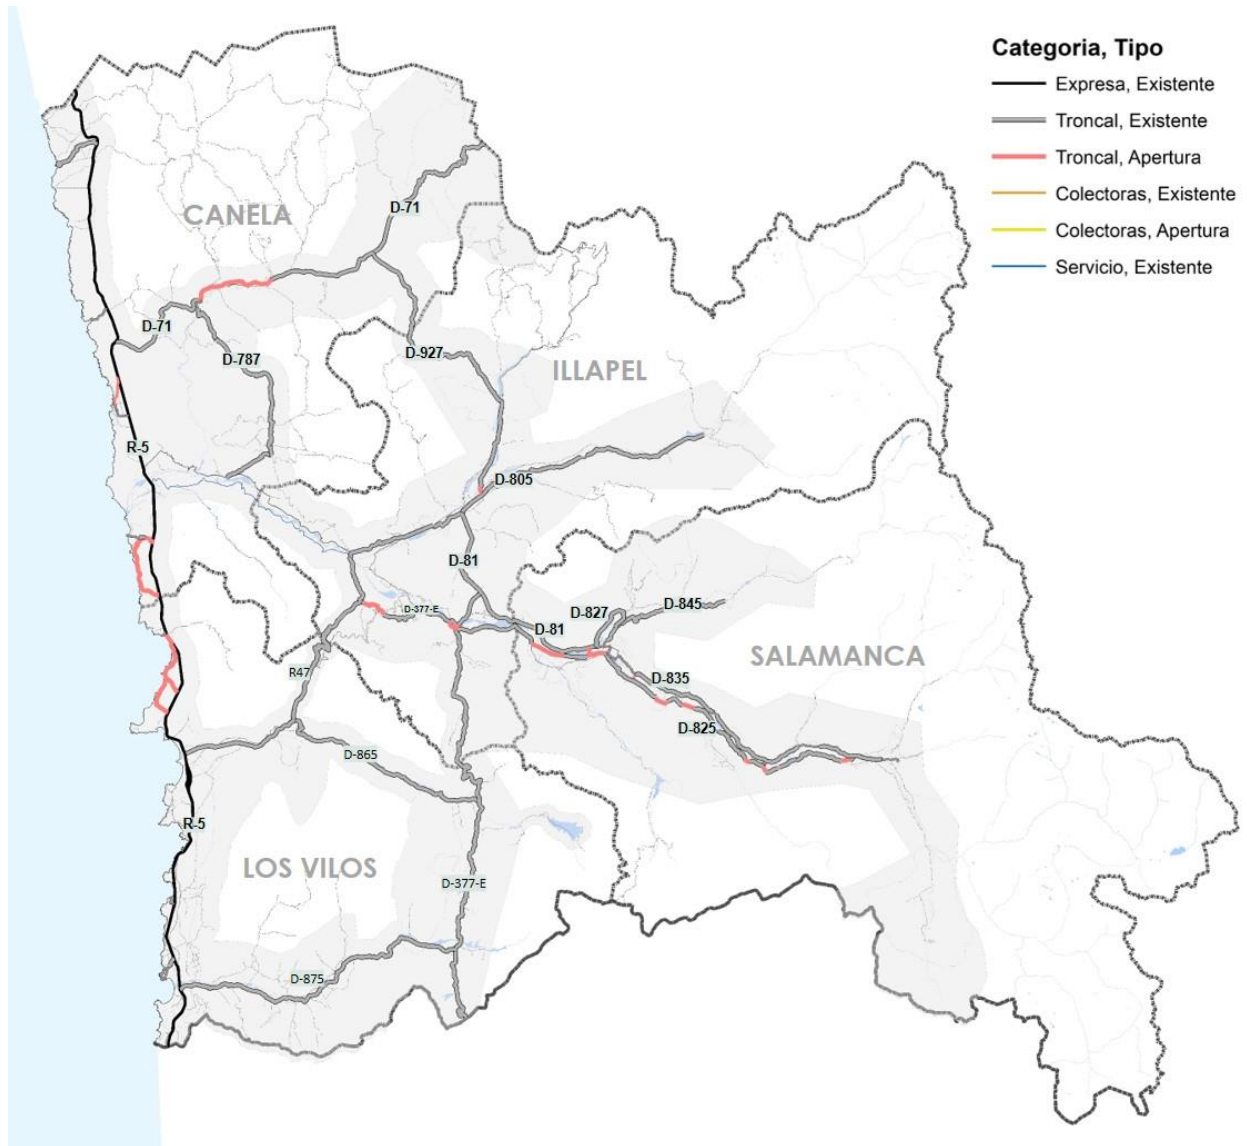 Categoria, Tipo
Expresa, Existente
Troncal, Existente
Troncal, Apertura
Colectoras, Existente
Colectoras, Apertura
Servicio, Existente
CANELA
D-71
D-71
D-787
D-927
ILLAPEL
R-5
D-805
D-81
D-827
D-845
D-377-E
D-81
SALAMANCA
R47
D-835
D-825
D-865
R-5
LOS VILOS
D-377-E
D-875